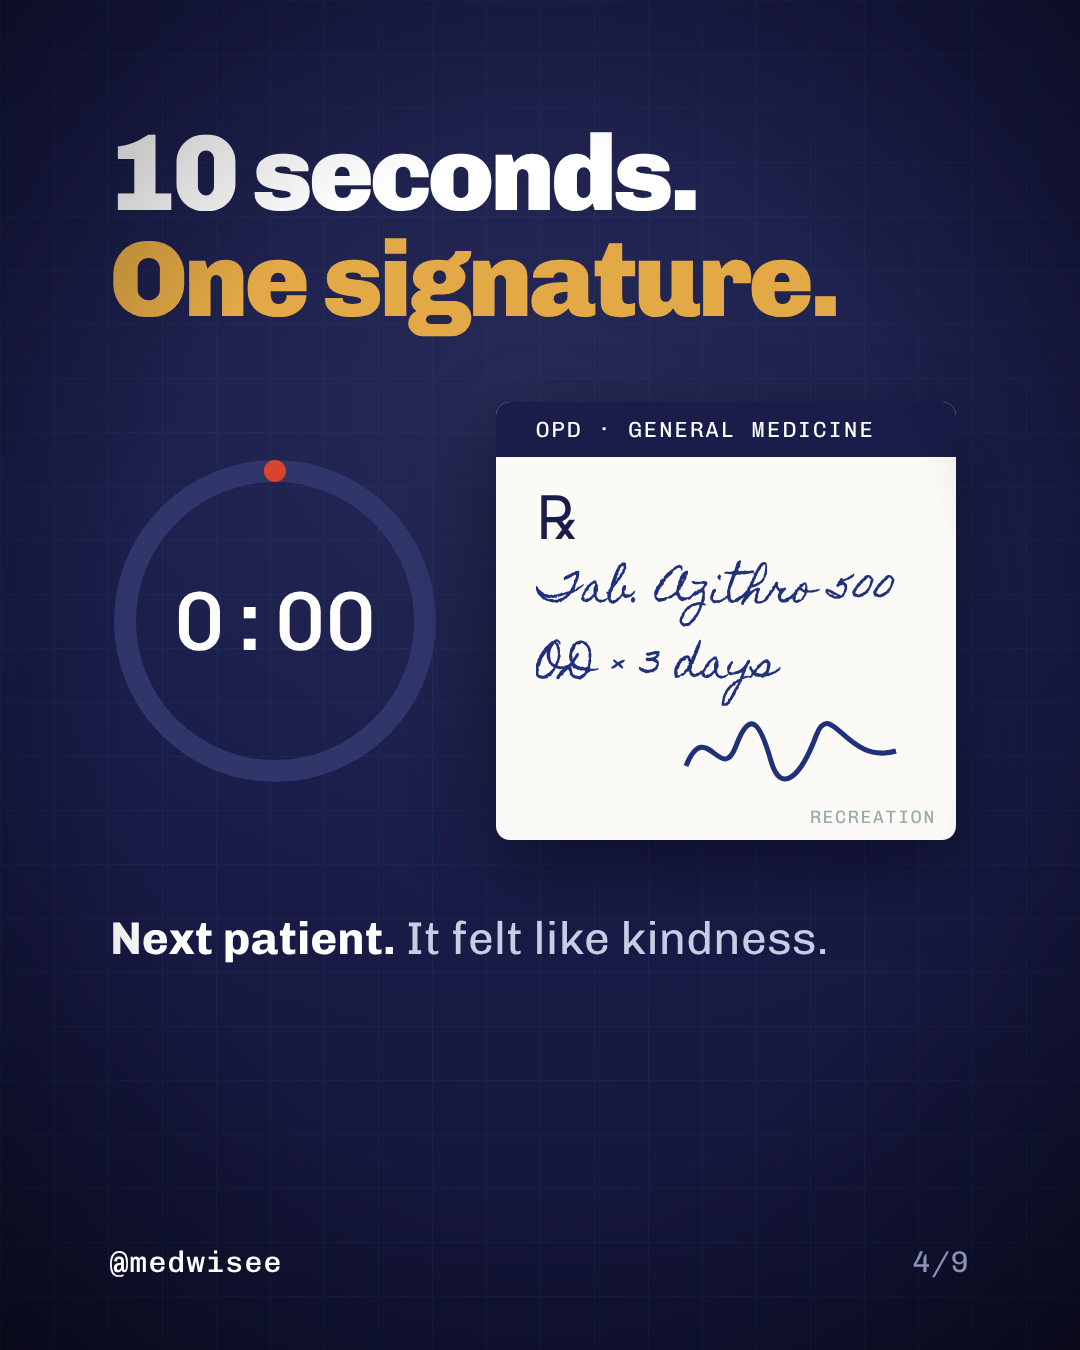 10 seconds.
One signature.
OPD · GENERAL MEDICINE
℞
Tab. Azithro 500
0:00
OD × 3 days
RECREATION
Next patient. It felt like kindness.
@medwisee
4/9